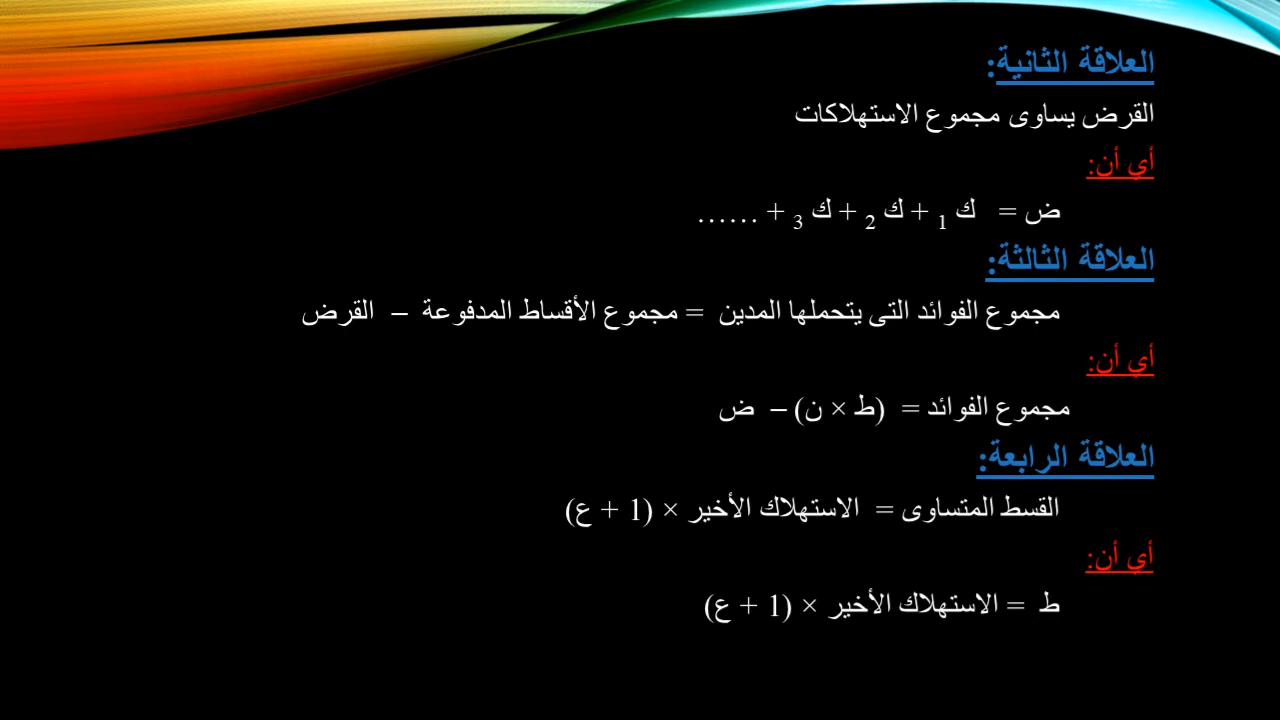 العلاقة الثانية:
القرض يساوى مجموع الاستهلاكات
أي أن:
ض = ك 1 + ك 2 + ك 3 + ......
العلاقة الثالثة:
مجموع الفوائد التى يتحملها المدين = مجموع الأقساط المدفوعة – القرض
أي أن:
مجموع الفوائد = (ط × ن) – ض
العلاقة الرابعة:
القسط المتساوى = الاستهلاك الأخير × (1 + ع)
أي أن:
ط = الاستهلاك الأخير × (1 + ع)